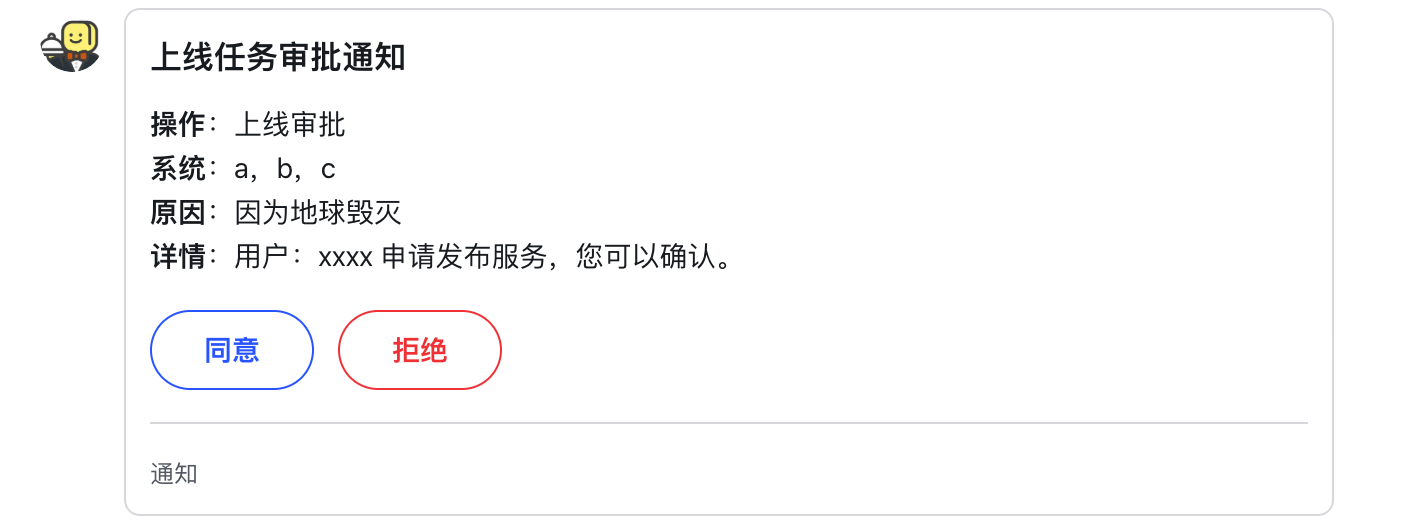 上线任务审批通知
操作：上线审批
系统：a，b，c
原因：因为地球毁灭
详情：用户：xxxx 申请发布服务，您可以确认。
同意
拒绝
通知